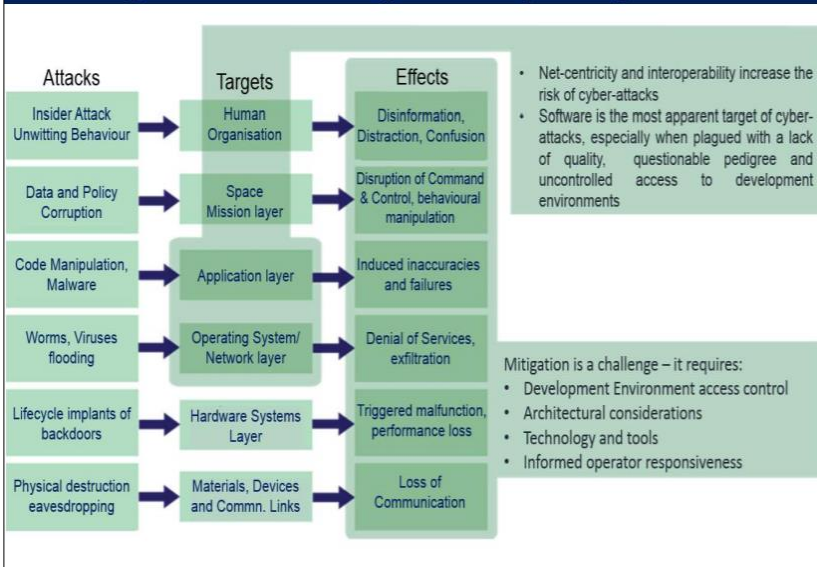 Attacks
Targets
Effects
Insider Attack
Unwitting Behaviour
Human
Organisation
Disinformation,
Distraction, Confusion
Data and Policy
Corruption
Space
Mission layer
Disruption of Command
& Control, behavioural
manipulation
Code Manipulation,
Malware
Application layer
Induced inaccuracies
and failures
Worms, Viruses
flooding
Operating System/
Network layer
Denial of Services,
exfiltration
Lifecycle implants of
backdoors
Hardware Systems
Layer
Triggered malfunction,
performance loss
Physical destruction
eavesdropping
Materials, Devices
and Commn. Links
Loss of
Communication
• Net-centricity and interoperability increase the
risk of cyber-attacks
• Software is the most apparent target of cyber-
attacks, especially when plagued with a lack
of quality, questionable pedigree and
uncontrolled access to development
environments
Mitigation is a challenge – it requires:
• Development Environment access control
• Architectural considerations
• Technology and tools
• Informed operator responsiveness